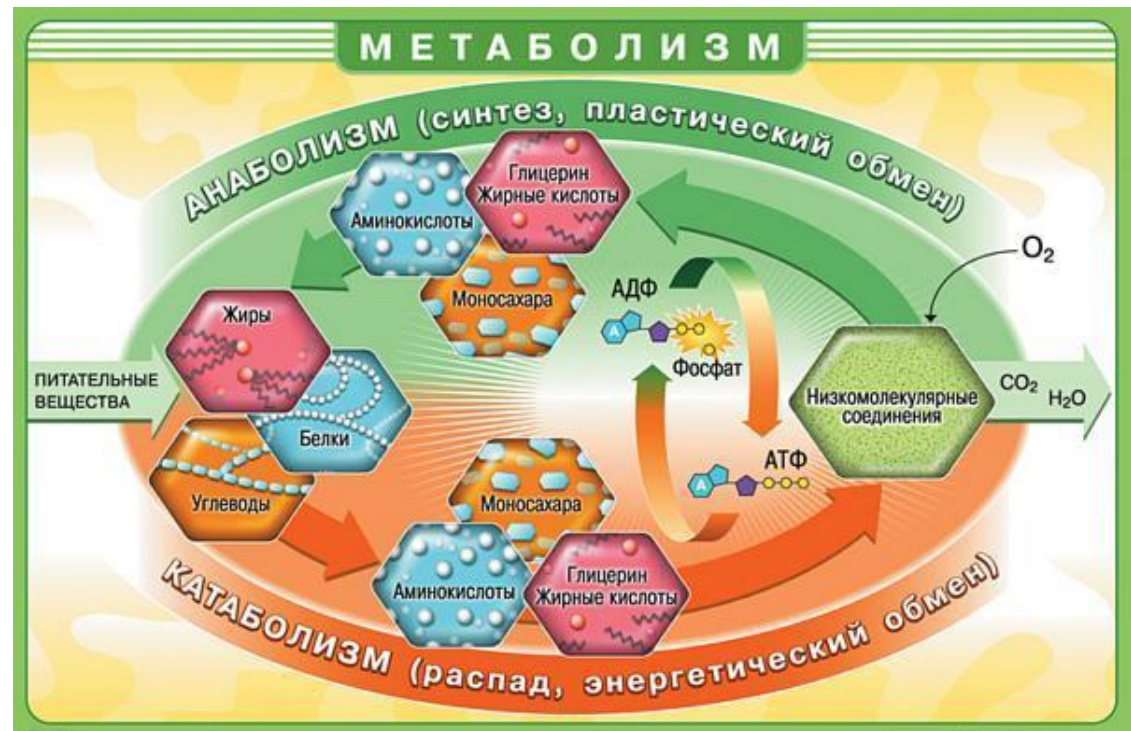 МЕТАБОЛИЗМ
АНАБОЛИЗМ (синтез, пластический обмен)
Глицерин
Жирные кислоты
Аминокислоты
Моносахара
O₂
АДФ
А
Фосфат
Жиры
ПИТАТЕЛЬНЫЕ
ВЕЩЕСТВА
Белки
Углеводы
Низкомолекулярные
соединения
CO₂
H₂O
АТФ
А
Моносахара
Аминокислоты
Глицерин
Жирные кислоты
КАТАБОЛИЗМ (распад, энергетический обмен)